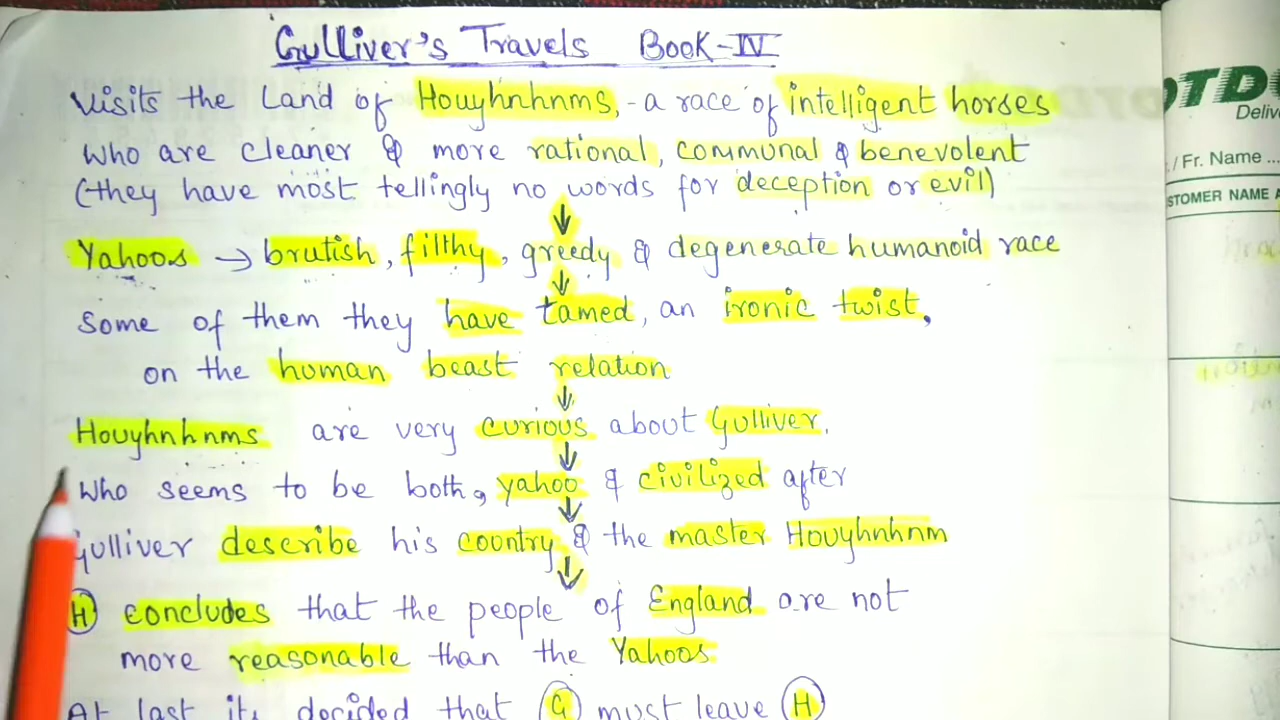 Gulliver's Travels Book-IV
Visits the Land of Houyhnhnms, - a race of intelligent horses
Who are cleaner & more rational, communal & benevolent
(they have most tellingly no words for deception or evil)
Yahoos → brutish, filthy, greedy & degenerate humanoid race
Some of them they have tamed, an ironic twist,
on the human beast relation
Houyhnhnms are very curious about Gulliver,
Who seems to be both, yahoo & civilized after
Gulliver describe his country & the master Houyhnhnm
(H) concludes that the people of England are not
more reasonable than the Yahoos
At last its decided that (G) must leave (H)
DTD
Delive
/ Fr. Name ...
STOMER NAME A